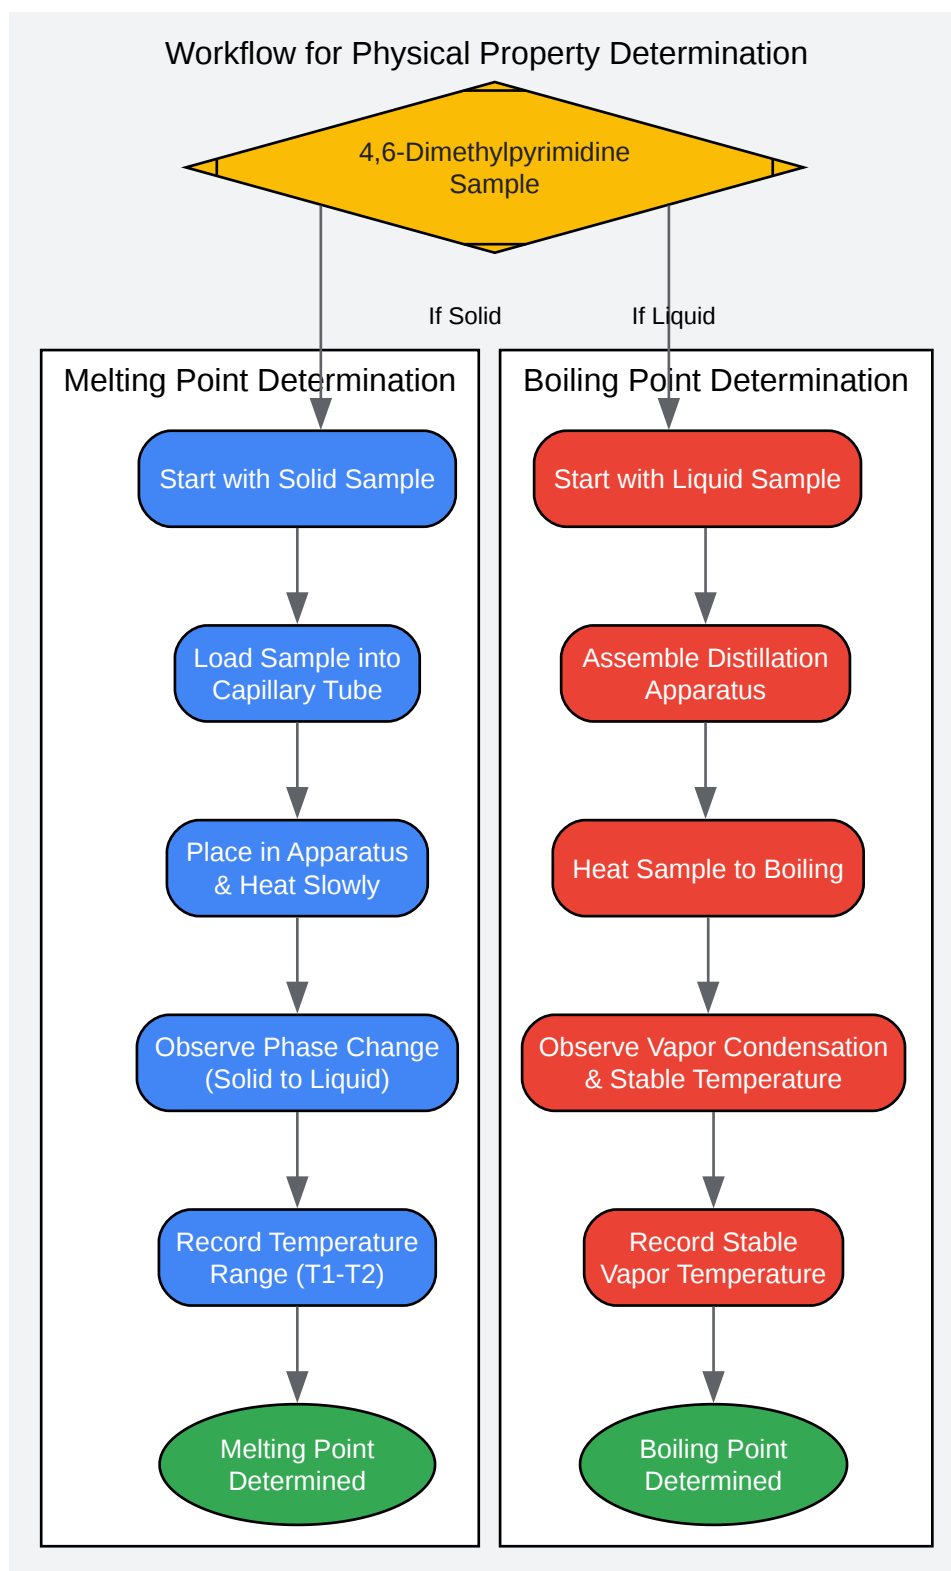 Workflow for Physical Property Determination
4,6-Dimethylpyrimidine
Sample
If Solid
If Liquid
Melting Point Determination
Start with Solid Sample
Load Sample into
Capillary Tube
Place in Apparatus
& Heat Slowly
Observe Phase Change
(Solid to Liquid)
Record Temperature
Range (T1-T2)
Melting Point
Determined
Boiling Point Determination
Start with Liquid Sample
Assemble Distillation
Apparatus
Heat Sample to Boiling
Observe Vapor Condensation
& Stable Temperature
Record Stable
Vapor Temperature
Boiling Point
Determined